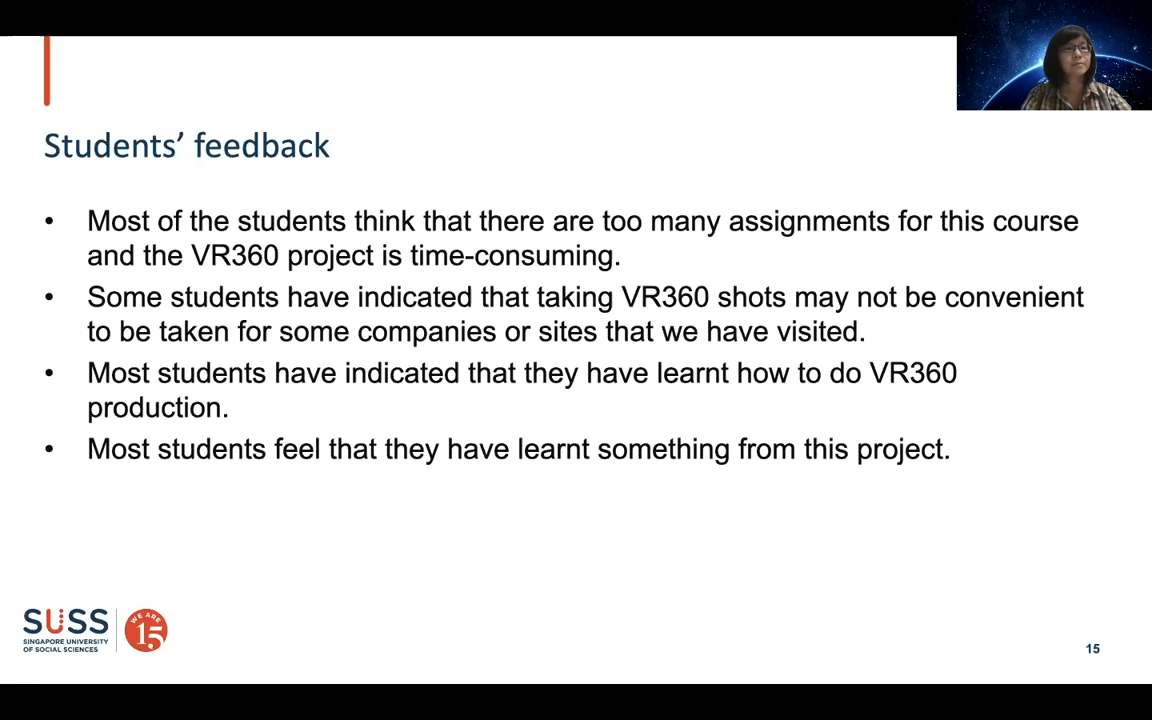 Students’ feedback
• Most of the students think that there are too many assignments for this course
and the VR360 project is time-consuming.
• Some students have indicated that taking VR360 shots may not be convenient
to be taken for some companies or sites that we have visited.
• Most students have indicated that they have learnt how to do VR360
production.
• Most students feel that they have learnt something from this project.
SUSS
SINGAPORE UNIVERSITY
OF SOCIAL SCIENCES
WE ARE
15
15